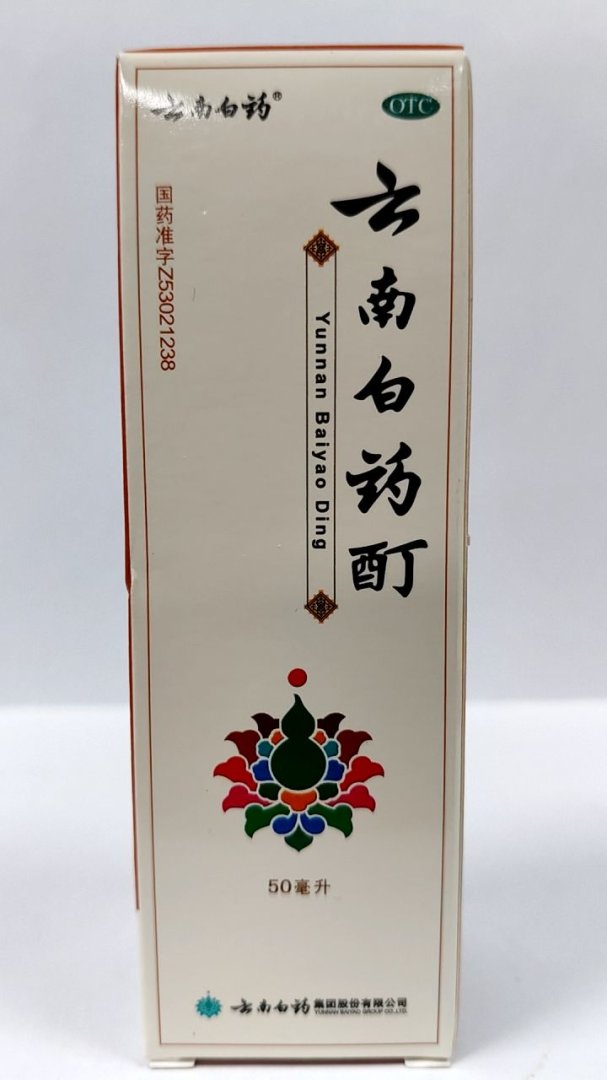 云南白药®
OTC
国药准字Z53021238
云南白药酊
Yunnan Baiyao Ding
50毫升
云南白药集团股份有限公司
YUNNAN BAIYAO GROUP CO.,LTD.